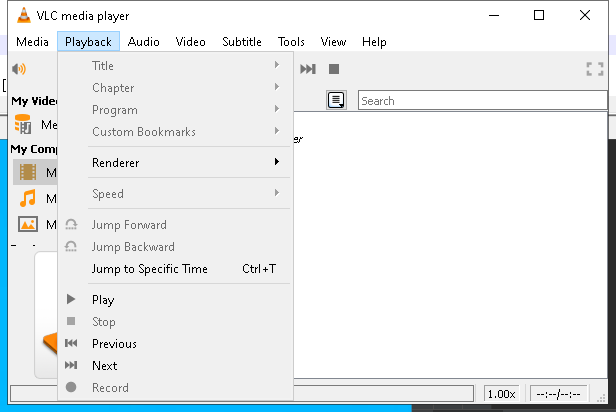 VLC media player
Media Playback Audio Video Subtitle Tools View Help
Title
Chapter
Program
Custom Bookmarks
Renderer
Speed
Jump Forward
Jump Backward
Jump to Specific Time Ctrl+T
Play
Stop
Previous
Next
Record
Search
My Vide
Me
My Comp
M
M
M
er
1.00x --:--/--:--